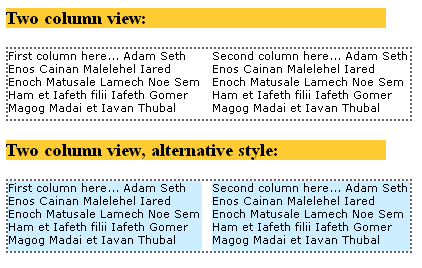 Two column view:
First column here... Adam Seth
Enos Cainan Malelehel Iared
Enoch Matusale Lamech Noe Sem
Ham et Iafeth filii Iafeth Gomer
Magog Madai et Iavan Thubal
Second column here... Adam Seth
Enos Cainan Malelehel Iared
Enoch Matusale Lamech Noe Sem
Ham et Iafeth filii Iafeth Gomer
Magog Madai et Iavan Thubal
Two column view, alternative style:
First column here... Adam Seth
Enos Cainan Malelehel Iared
Enoch Matusale Lamech Noe Sem
Ham et Iafeth filii Iafeth Gomer
Magog Madai et Iavan Thubal
Second column here... Adam Seth
Enos Cainan Malelehel Iared
Enoch Matusale Lamech Noe Sem
Ham et Iafeth filii Iafeth Gomer
Magog Madai et Iavan Thubal